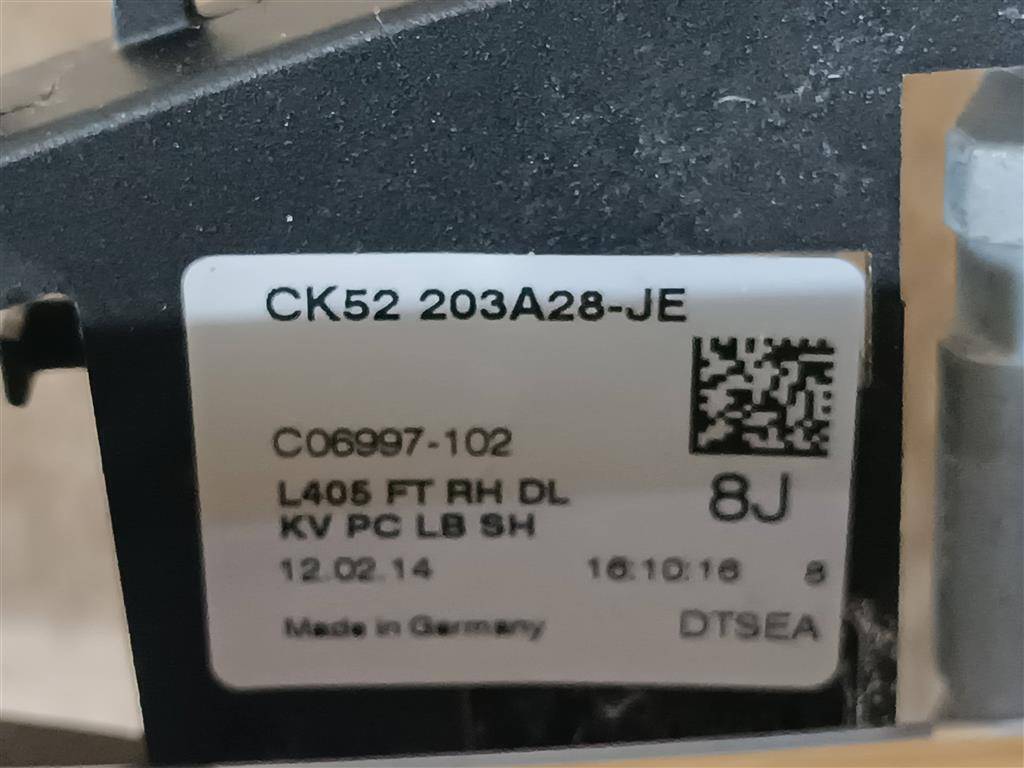 CK52 203A28-JE
C06997-102
L405 FT RH DL
KV PC LB SH
8J
12.02.14 16:10:16 8
Made in Germany DTSEA